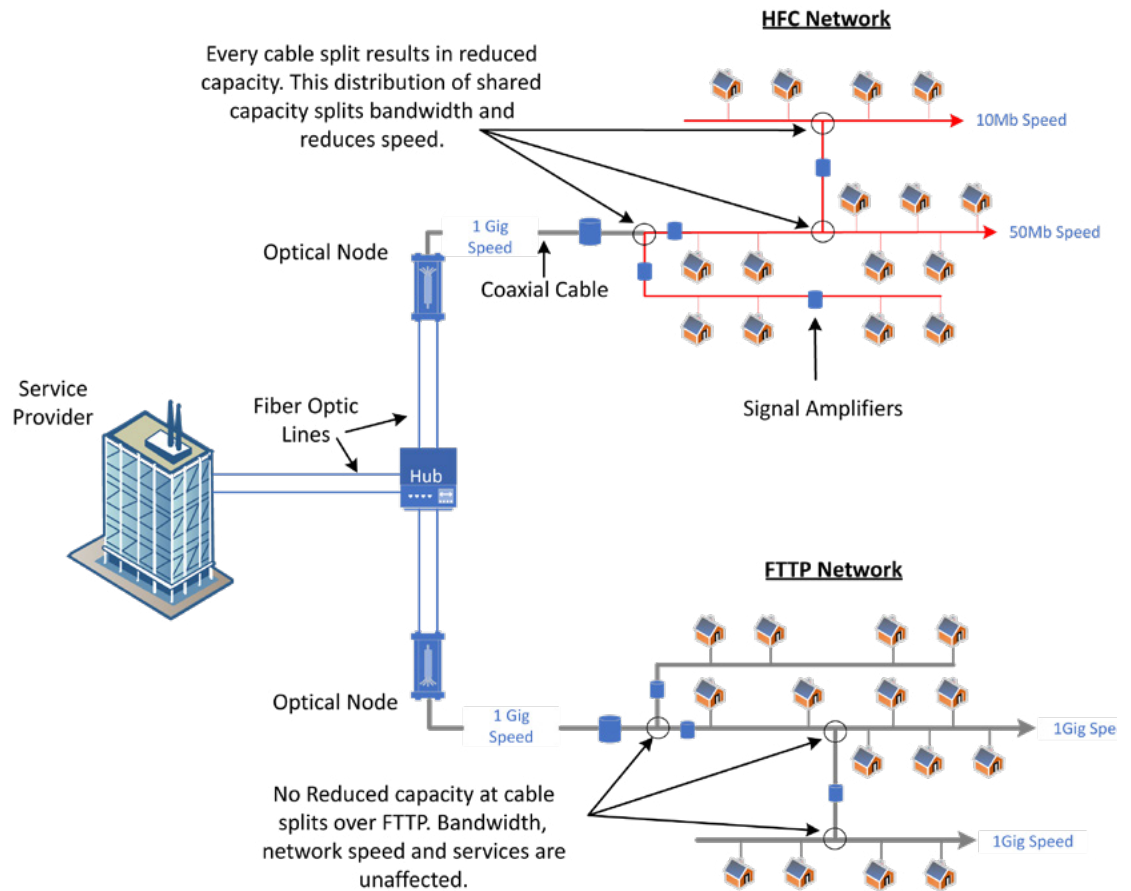 HFC Network
Every cable split results in reduced
capacity. This distribution of shared
capacity splits bandwidth and
reduces speed.
10Mb Speed
1 Gig
Speed
50Mb Speed
Optical Node
Coaxial Cable
Service
Provider
Fiber Optic
Lines
Signal Amplifiers
Hub
FTTP Network
Optical Node
1 Gig
Speed
1Gig Spe
No Reduced capacity at cable
splits over FTTP. Bandwidth,
network speed and services are
unaffected.
1Gig Speed